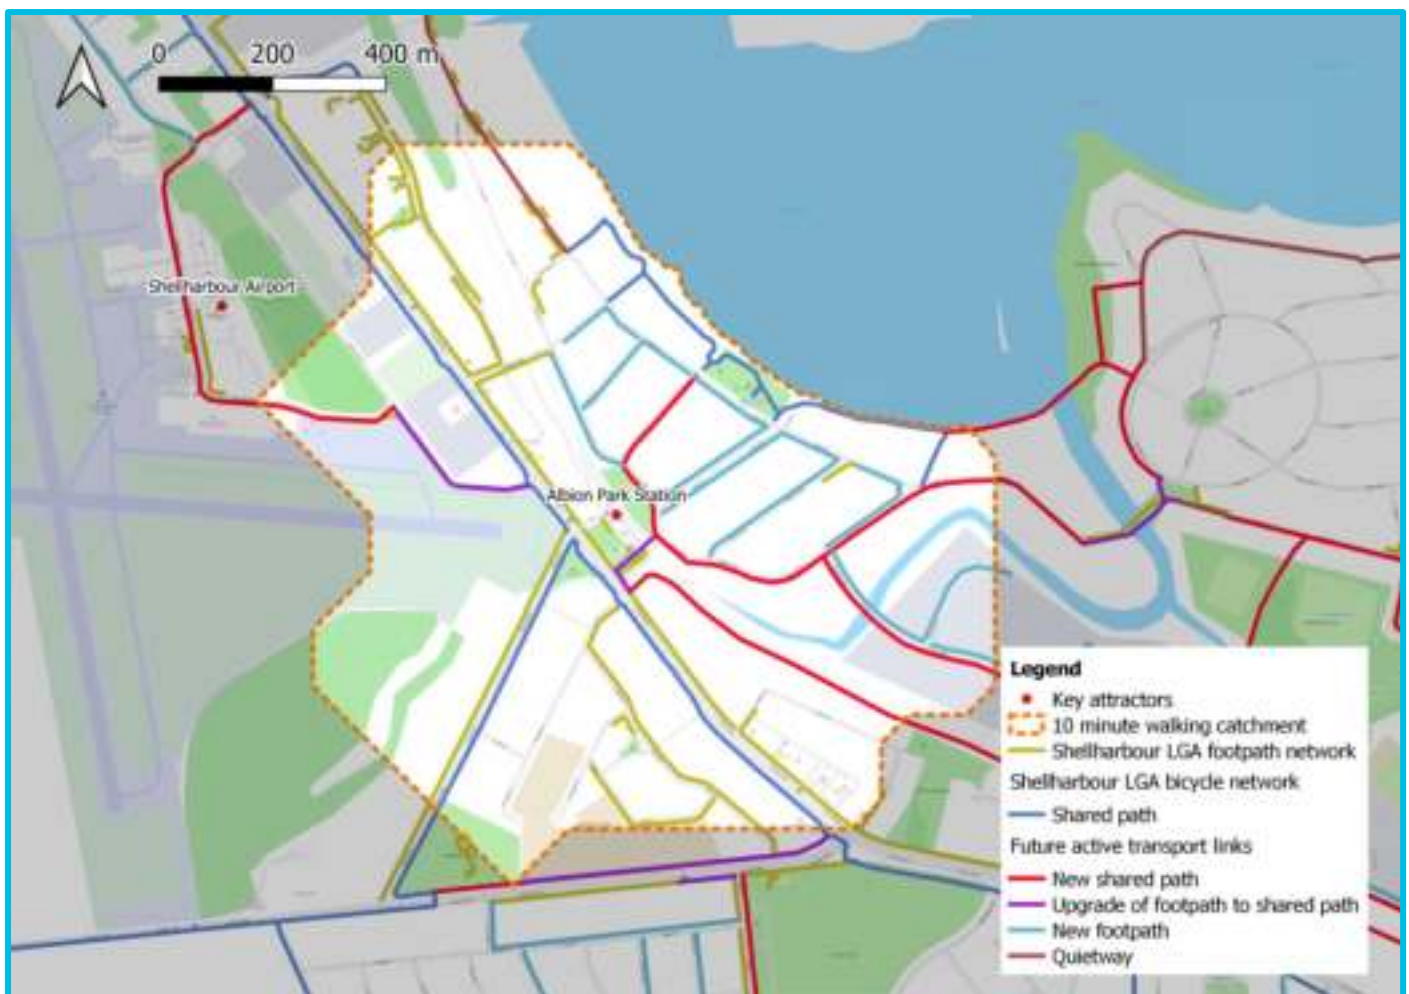 0 200 400 m
Shellharbour Airport
Albion Park Station
Legend
Key attractors
10 minute walking catchment
Shellharbour LGA footpath network
Shellharbour LGA bicycle network
Shared path
Future active transport links
New shared path
Upgrade of footpath to shared path
New footpath
Quietway